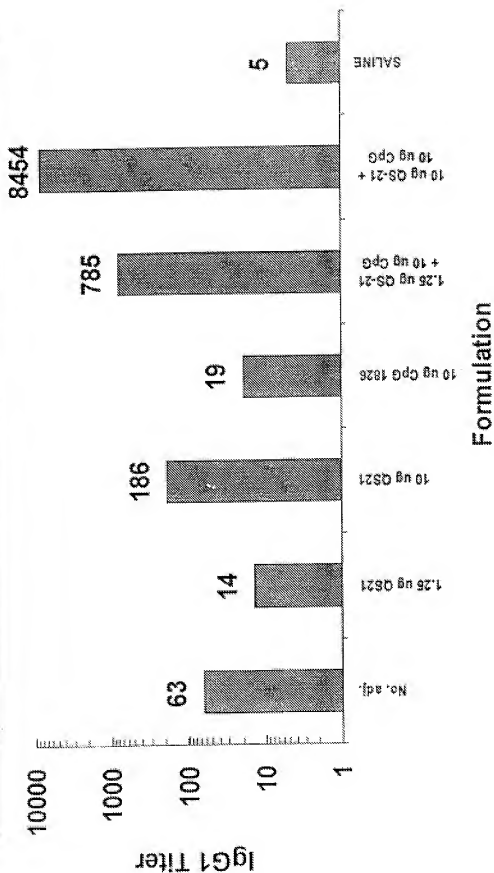 IgG1 Titer
10000
1000
100
10
1
63
14
186
19
785
8454
5
No. adj.
1.25 ug QS21
10 ug QS21
10 ug CpG 1826
1.25 ug QS-21
+ 10 ug CpG
10 ug QS-21 +
10 ug CpG
SALINE
Formulation